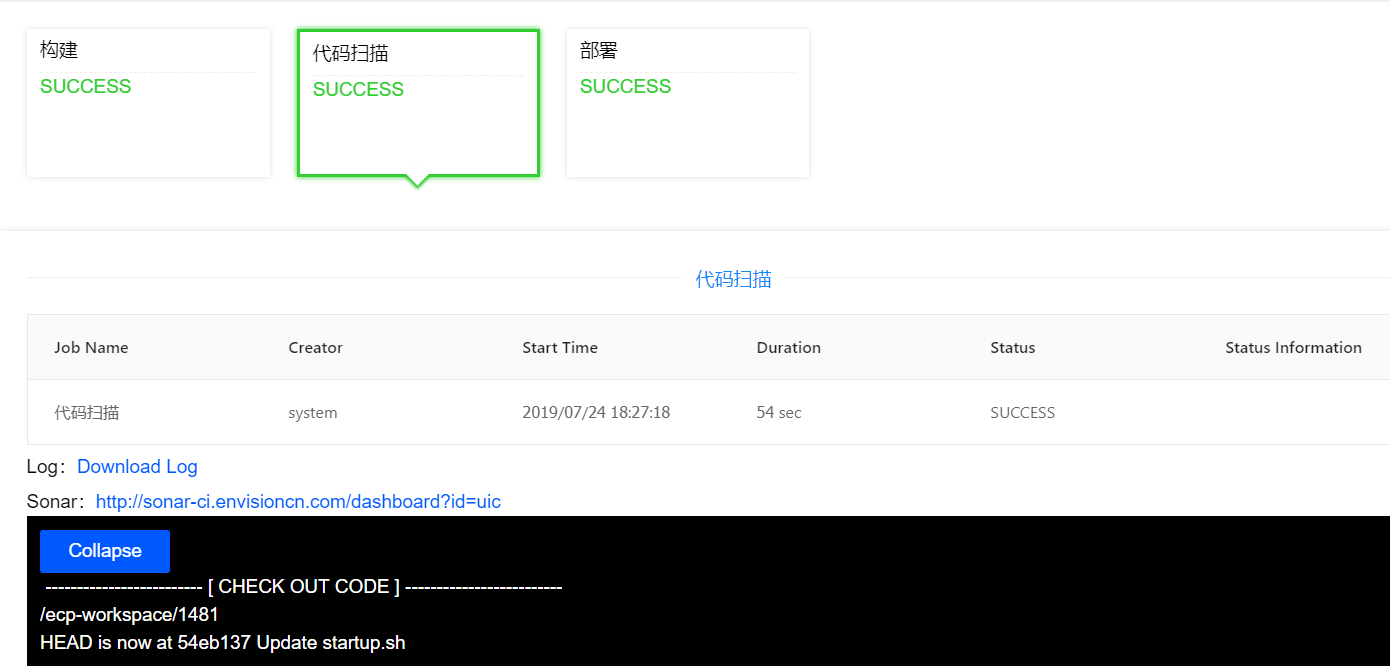 构建
SUCCESS
代码扫描
SUCCESS
部署
SUCCESS
代码扫描
Job Name Creator Start Time Duration Status Status Information
代码扫描 system 2019/07/24 18:27:18 54 sec SUCCESS
Log：Download Log
Sonar：http://sonar-ci.envisioncn.com/dashboard?id=uic
Collapse
------------------------- [ CHECK OUT CODE ] -------------------------
/ecp-workspace/1481
HEAD is now at 54eb137 Update startup.sh